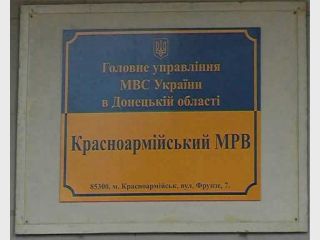 Головне управління
МВС України
в Донецькій області
Красноармійський МРВ
85300, м. Красноармійськ, вул. Фрунзе, 7.